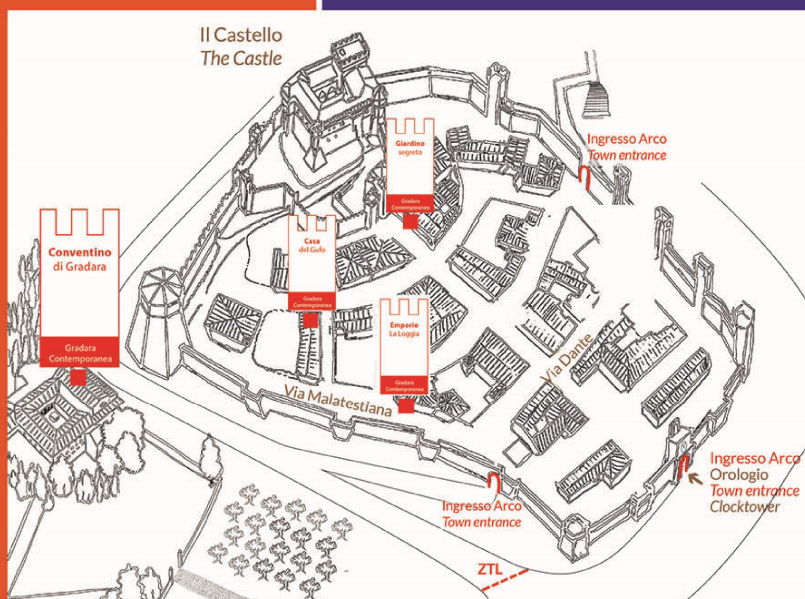 Il Castello
The Castle
Ingresso Arco
Town entrance
Giardino
segreto
Gradara
Contemporanea
Conventino
di Gradara
Gradara
Contemporanea
Casa
del Gufo
Gradara
Contemporanea
Emporio
La Loggia
Gradara
Contemporanea
Via Dante
Via Malatestiana
Ingresso Arco
Orologio
Town entrance
Clocktower
Ingresso Arco
Town entrance
ZTL